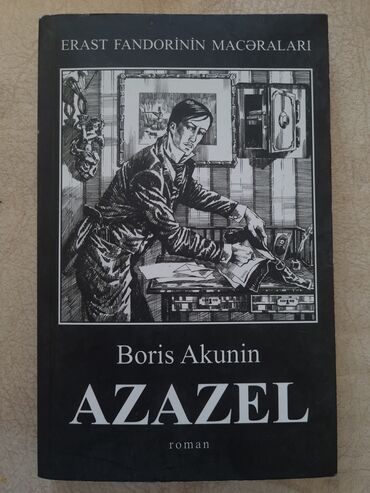 ERAST FANDORİNİN MACƏRALARI
Boris Akunin
AZAZEL
roman